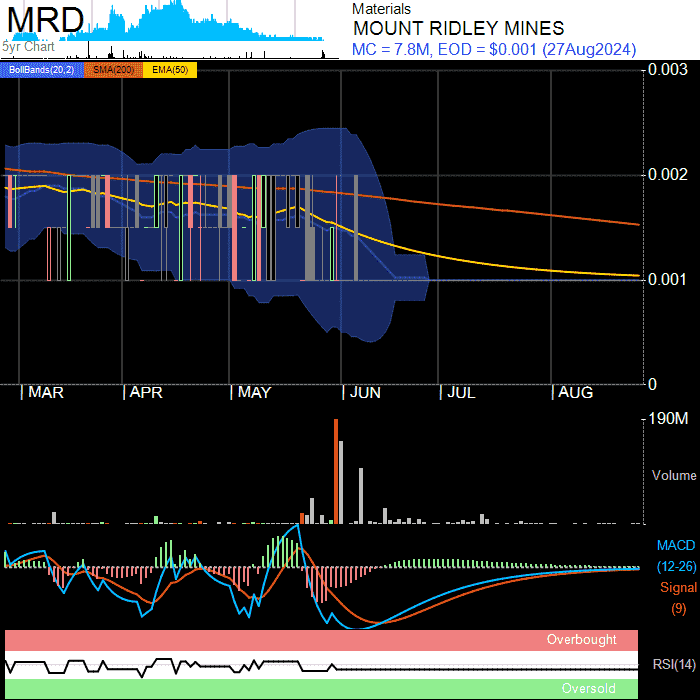 MRD
5yr Chart
Materials
MOUNT RIDLEY MINES
MC = 7.8M, EOD = $0.001 (27Aug2024)
BollBands(20,2) SMA(200) EMA(50)
0.003
0.002
0.001
0
| MAR | APR | MAY | JUN | JUL | AUG
190M
Volume
MACD
(12-26)
Signal
(9)
Overbought
RSI(14)
Oversold